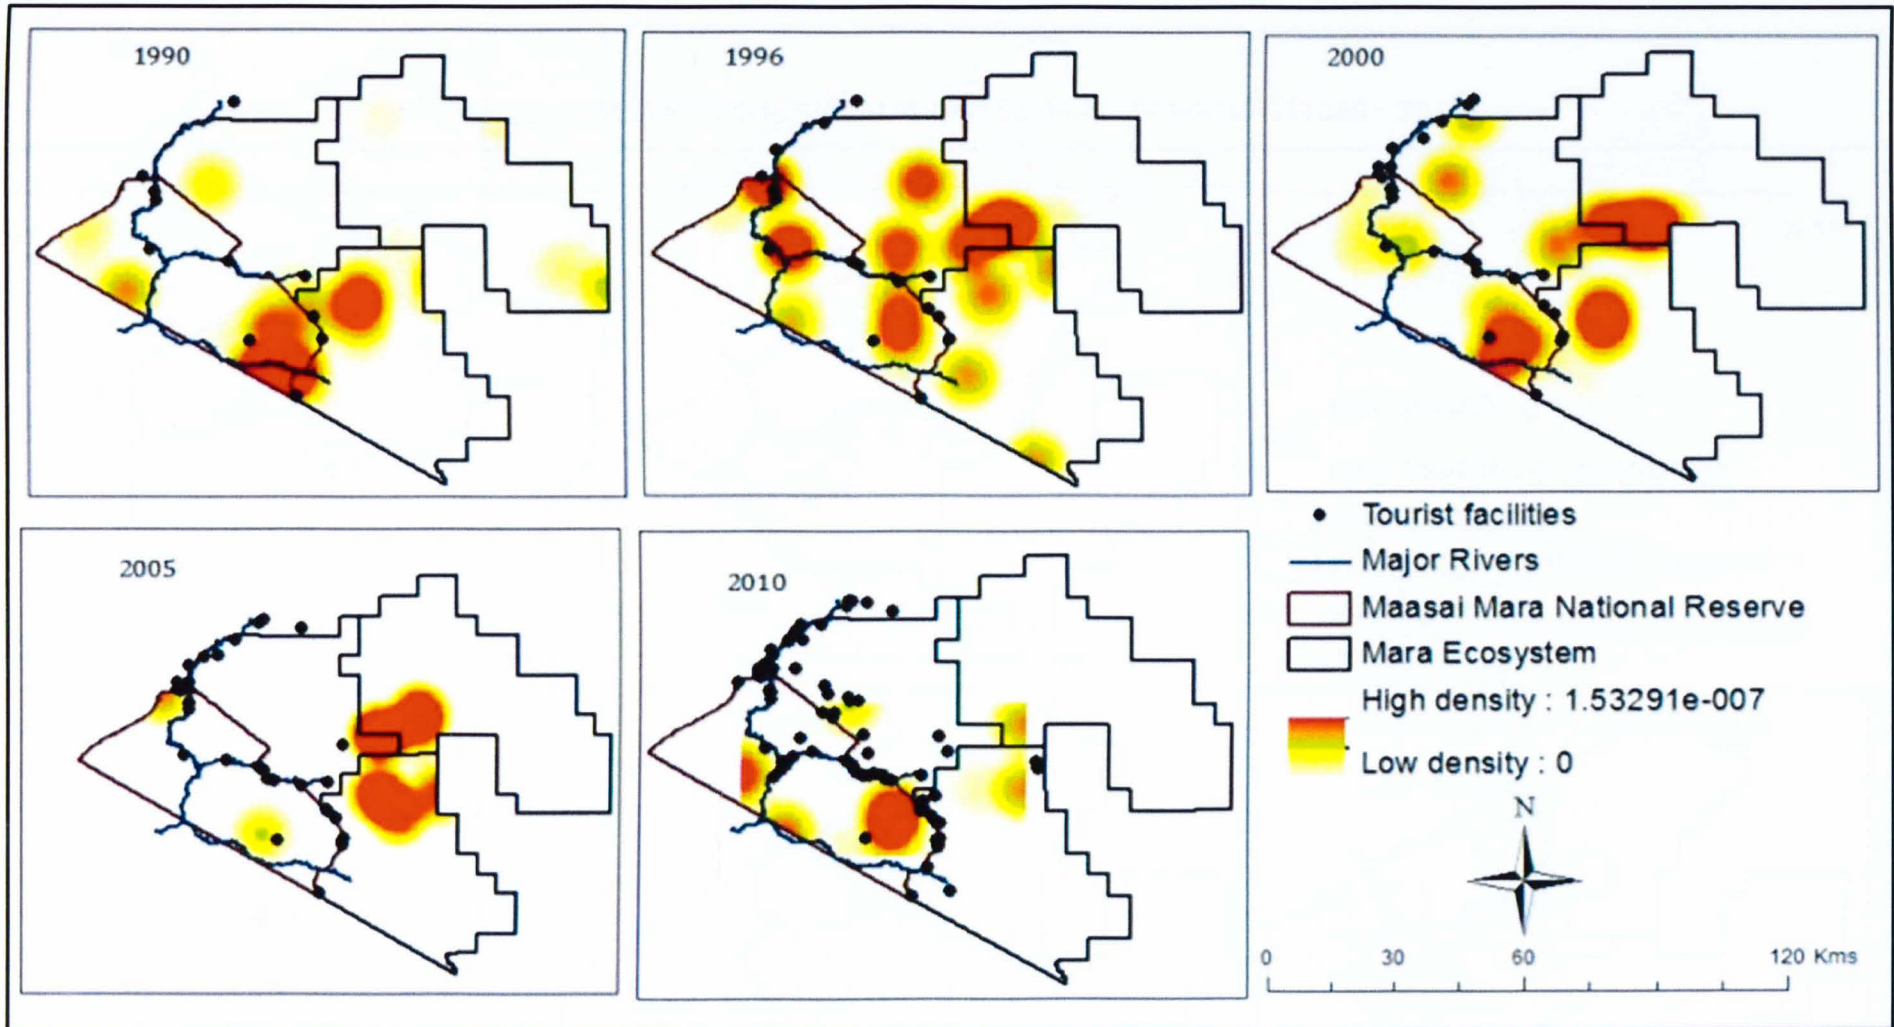 1990
1996
2000
2005
2010
Tourist facilities
Major Rivers
Maasai Mara National Reserve
Mara Ecosystem
High density : 1.53291e-007
Low density : 0
N
0 30 60 120 Kms